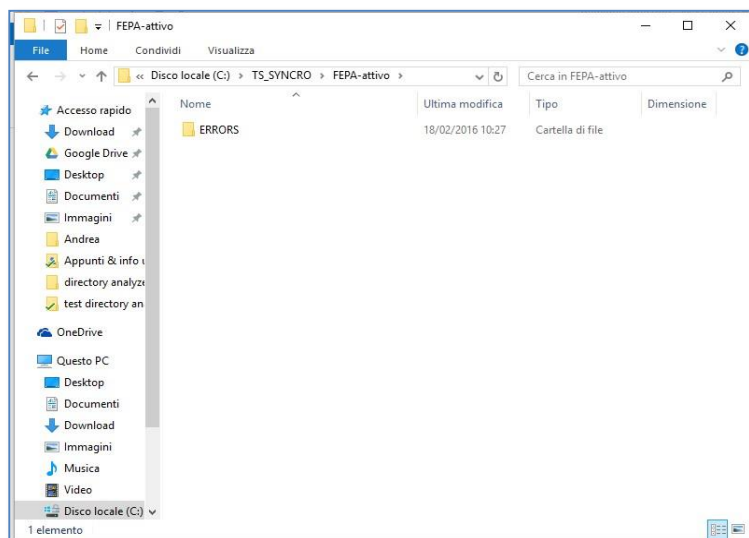 FEPA-attivo
File Home Condividi Visualizza
« Disco locale (C:) › TS_SYNCRO › FEPA-attivo › Cerca in FEPA-attivo
Nome Ultima modifica Tipo Dimensione
ERRORS 18/02/2016 10:27 Cartella di file
Accesso rapido
Download
Google Drive
Desktop
Documenti
Immagini
Andrea
Appunti & info u
directory analyze
test directory an
OneDrive
Questo PC
Desktop
Documenti
Download
Immagini
Musica
Video
Disco locale (C:)
1 elemento